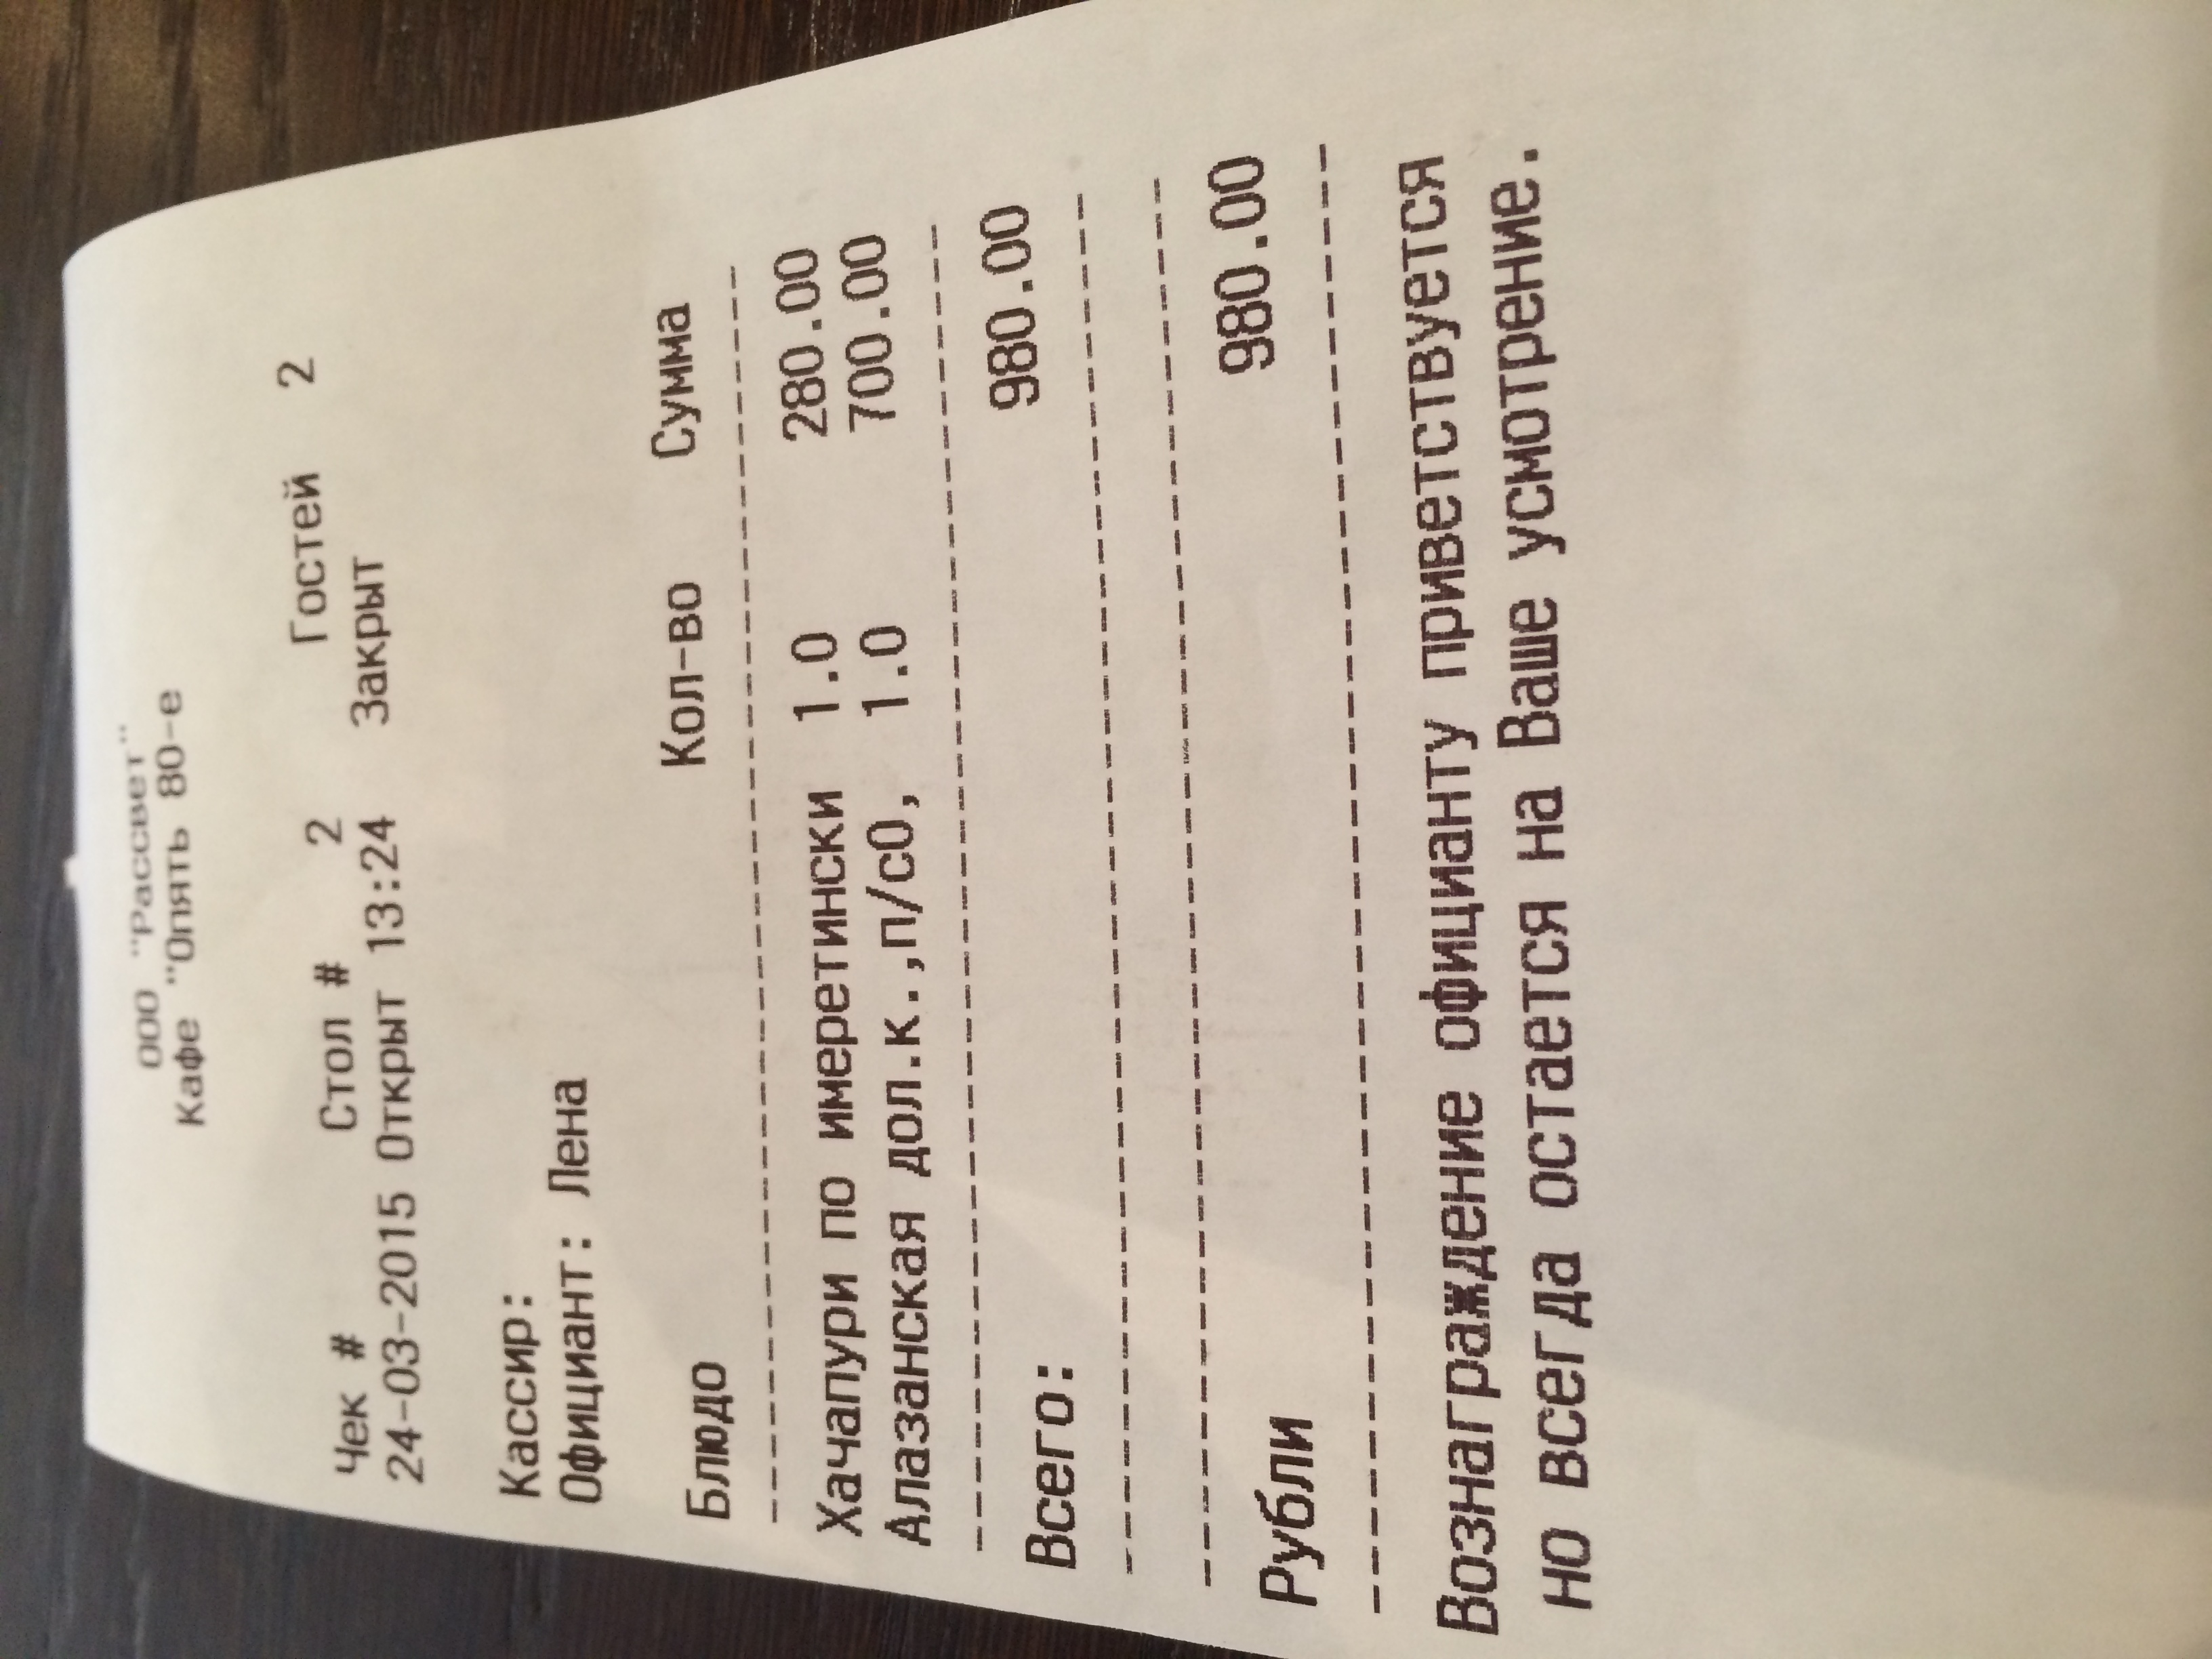 ООО "Рассвет"
Кафе "Опять 80-е
Чек # Стол # 2 Гостей 2
24-03-2015 Открыт 13:24 Закрыт
Кассир:
Официант: Лена
Блюдо Кол-во Сумма
Хачапури по имеретински 1.0 280.00
Алазанская дол.к.,п/с0, 1.0 700.00
Всего: 980.00
Рубли 980.00
Вознаграждение официанту приветствуется
но всегда остается на Ваше усмотрение.